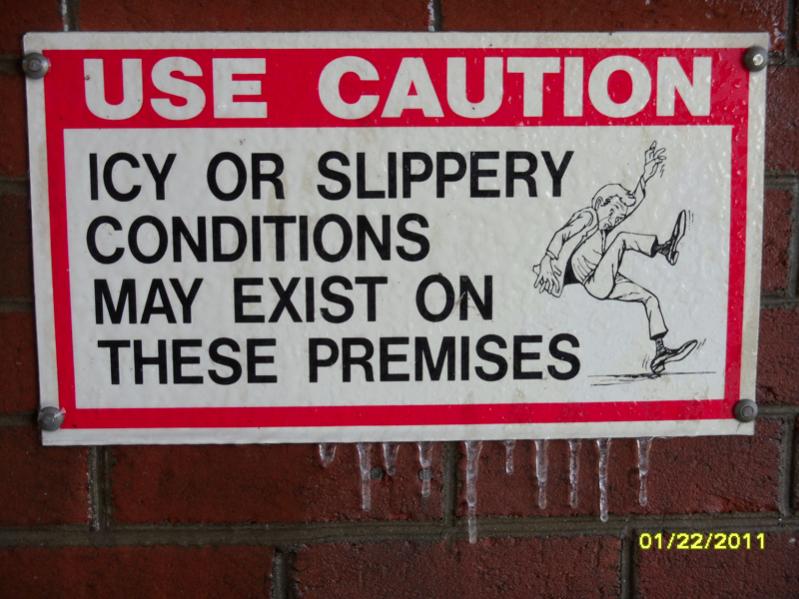 USE CAUTION
ICY OR SLIPPERY
CONDITIONS
MAY EXIST ON
THESE PREMISES
01/22/2011